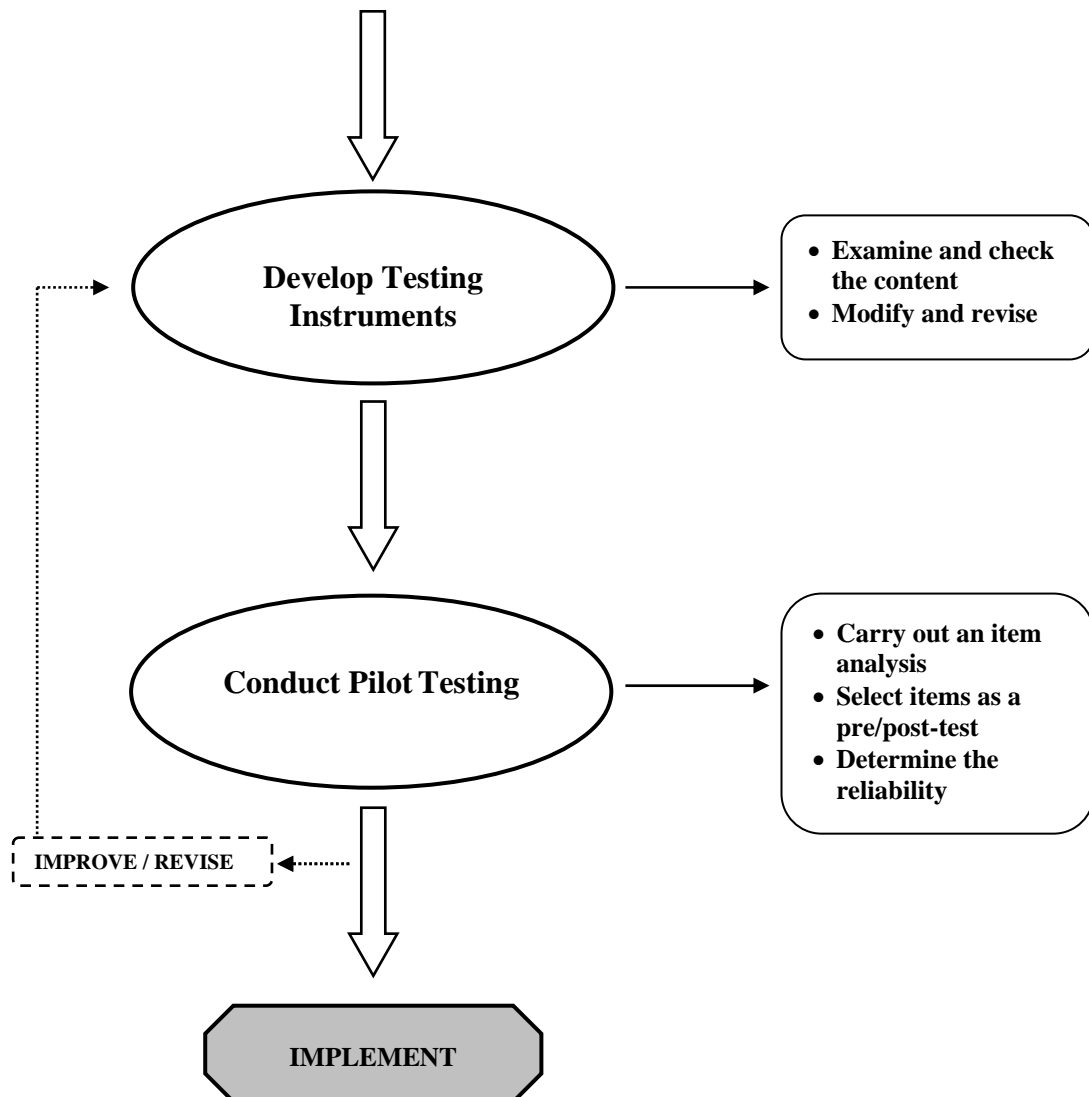 Develop Testing
Instruments
• Examine and check
the content
• Modify and revise
Conduct Pilot Testing
• Carry out an item
analysis
• Select items as a
pre/post-test
• Determine the
reliability
IMPROVE / REVISE
IMPLEMENT